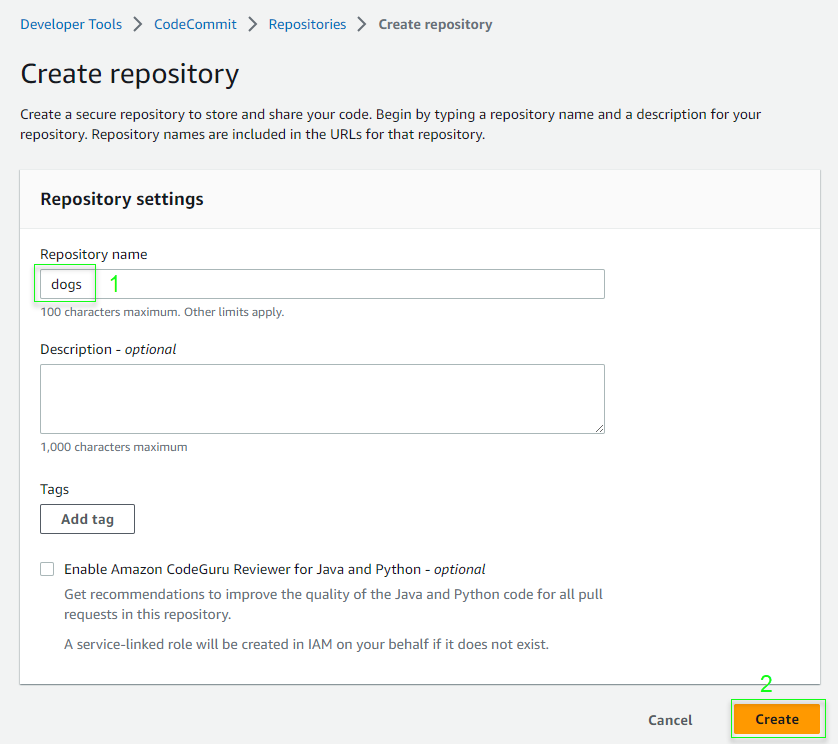 Developer Tools > CodeCommit > Repositories > Create repository
Create repository
Create a secure repository to store and share your code. Begin by typing a repository name and a description for your
repository. Repository names are included in the URLs for that repository.
Repository settings
Repository name
dogs 1
100 characters maximum. Other limits apply.
Description - optional
1,000 characters maximum
Tags
Add tag
Enable Amazon CodeGuru Reviewer for Java and Python - optional
Get recommendations to improve the quality of the Java and Python code for all pull
requests in this repository.
A service-linked role will be created in IAM on your behalf if it does not exist.
2
Cancel Create